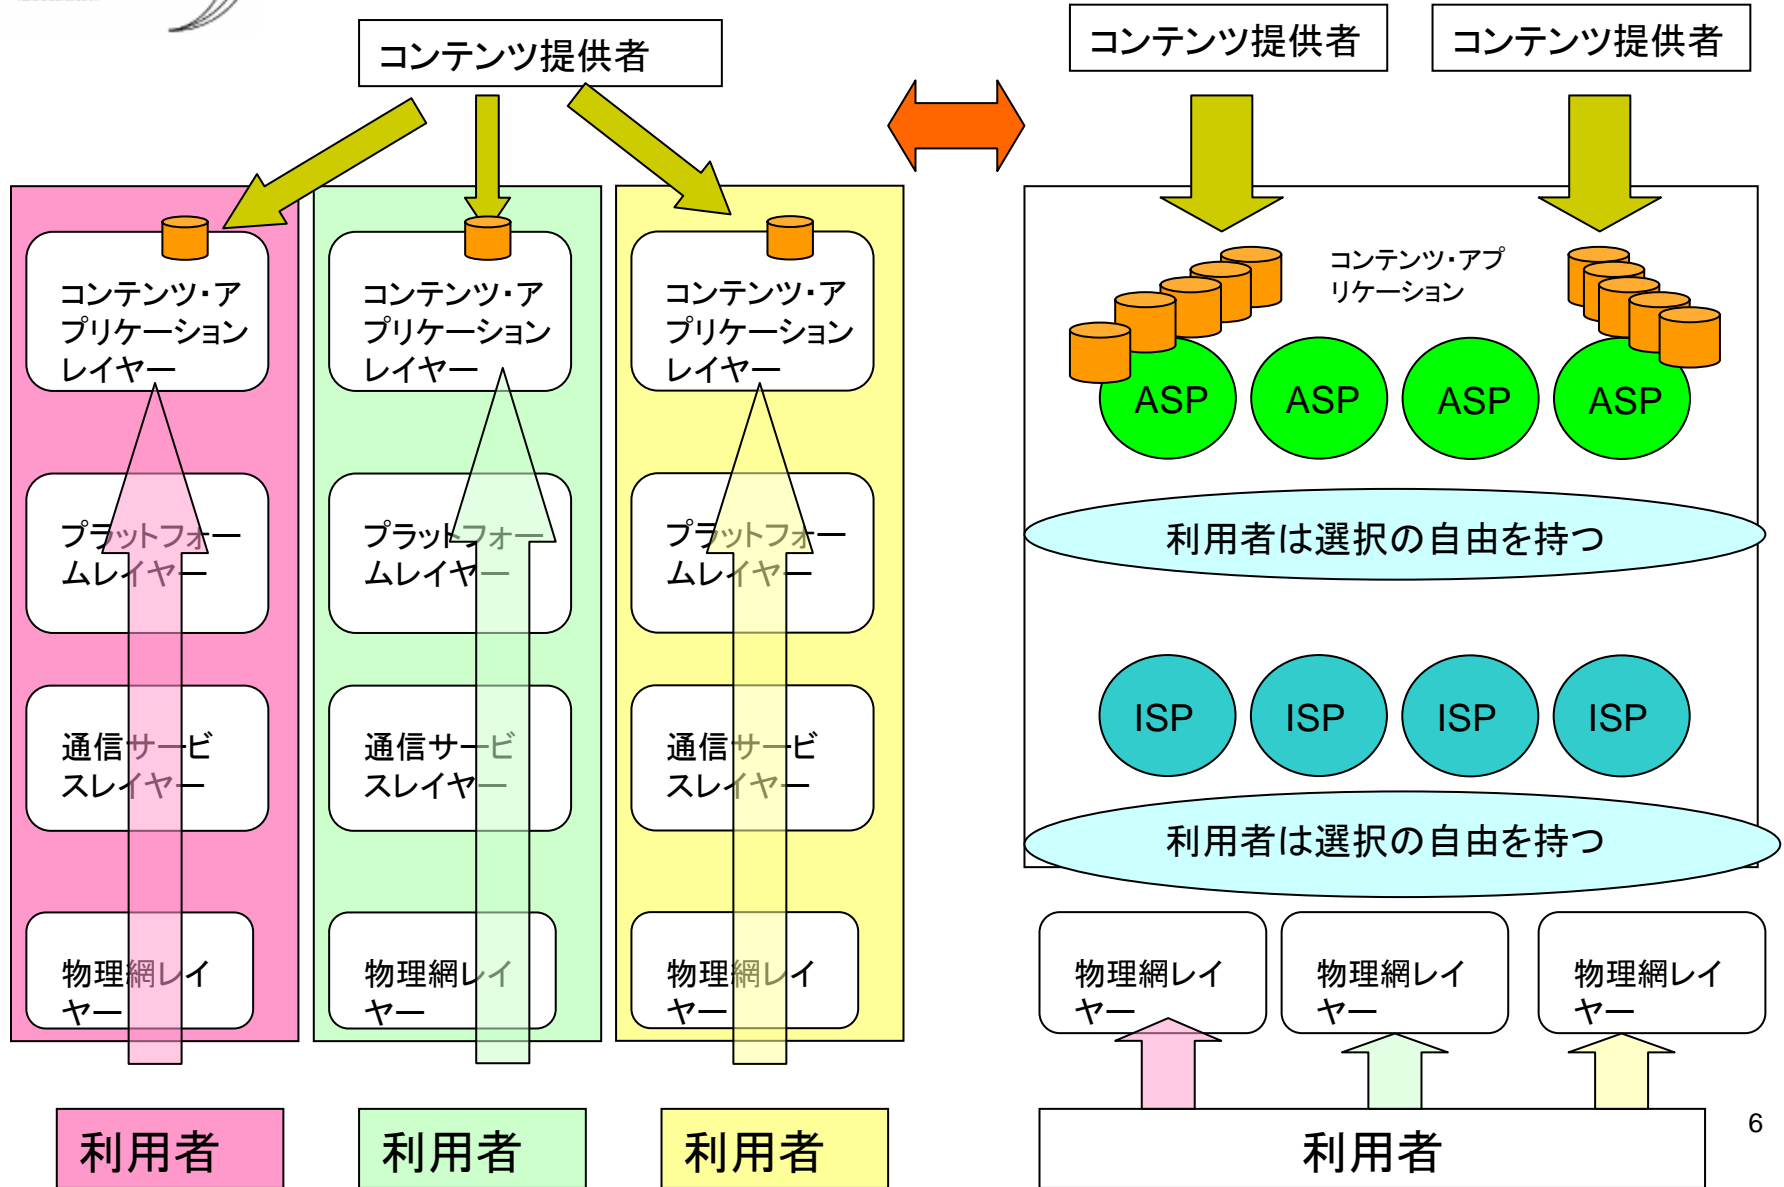 コンテンツ提供者
コンテンツ・ア
プリケーション
レイヤー
プラットフォー
ムレイヤー
通信サービ
スレイヤー
物理網レイ
ヤー
利用者
コンテンツ・ア
プリケーション
レイヤー
プラットフォー
ムレイヤー
通信サービ
スレイヤー
物理網レイ
ヤー
利用者
コンテンツ・ア
プリケーション
レイヤー
プラットフォー
ムレイヤー
通信サービ
スレイヤー
物理網レイ
ヤー
利用者
コンテンツ提供者
コンテンツ提供者
コンテンツ・アプ
リケーション
ASP
ASP
ASP
ASP
利用者は選択の自由を持つ
ISP
ISP
ISP
ISP
利用者は選択の自由を持つ
物理網レイ
ヤー
物理網レイ
ヤー
物理網レイ
ヤー
利用者
6